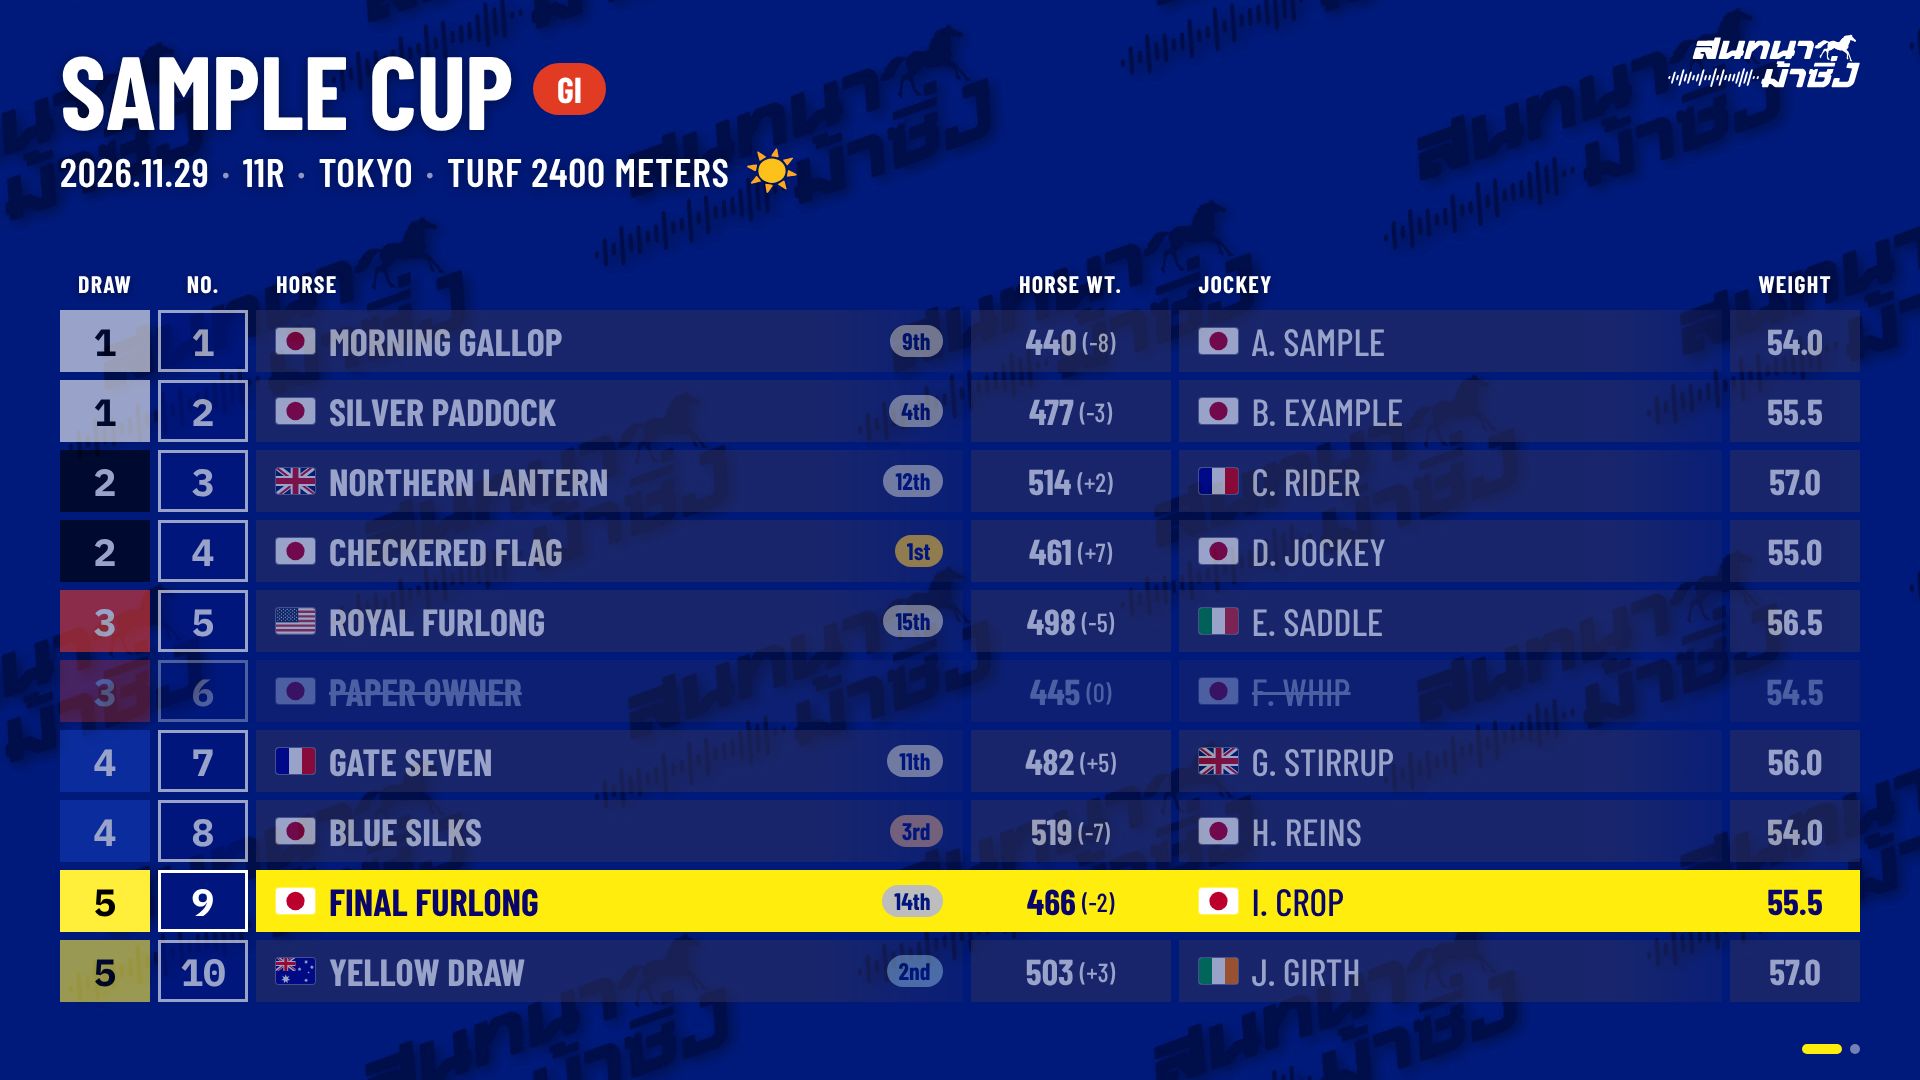 SAMPLE CUP GI
สนทนา
ม้าซิ่ง
2026.11.29 · 11R · TOKYO · TURF 2400 METERS
DRAW NO. HORSE HORSE WT. JOCKEY WEIGHT
1 1 MORNING GALLOP 9th 440 (-8) A. SAMPLE 54.0
1 2 SILVER PADDOCK 4th 477 (-3) B. EXAMPLE 55.5
2 3 NORTHERN LANTERN 12th 514 (+2) C. RIDER 57.0
2 4 CHECKERED FLAG 1st 461 (+7) D. JOCKEY 55.0
3 5 ROYAL FURLONG 15th 498 (-5) E. SADDLE 56.5
3 6 PAPER OWNER 445 (0) F. WHIP 54.5
4 7 GATE SEVEN 11th 482 (+5) G. STIRRUP 56.0
4 8 BLUE SILKS 3rd 519 (-7) H. REINS 54.0
5 9 FINAL FURLONG 14th 466 (-2) I. CROP 55.5
5 10 YELLOW DRAW 2nd 503 (+3) J. GIRTH 57.0